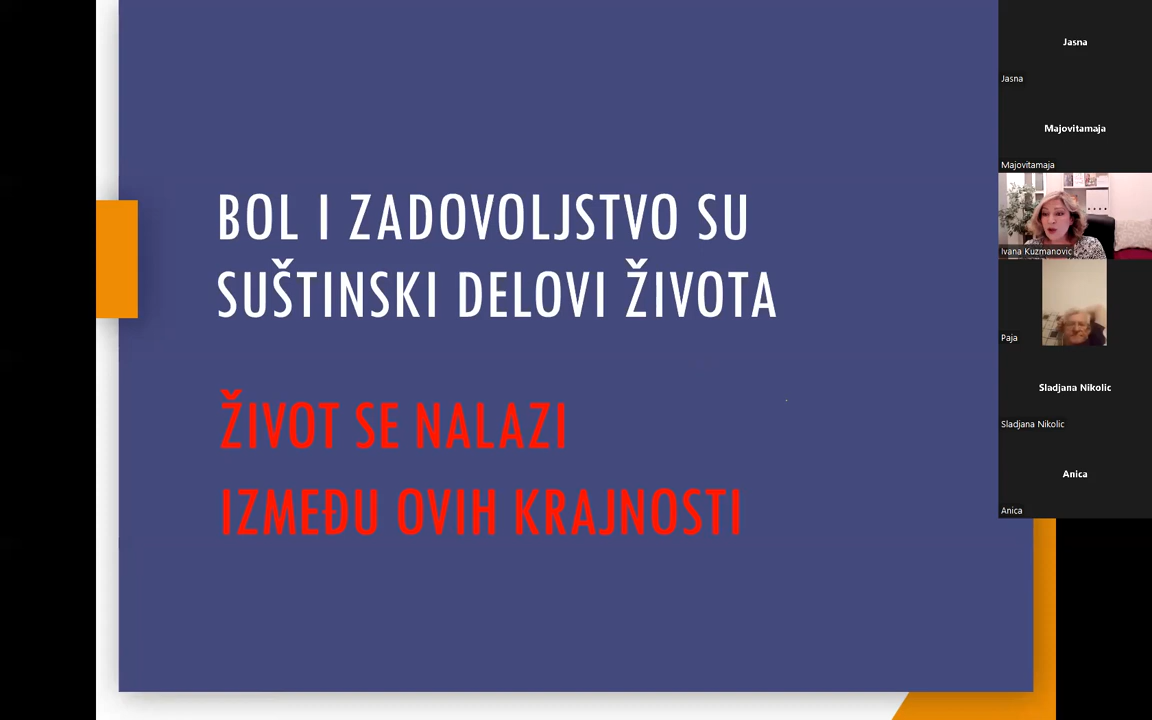 BOL I ZADOVOLJSTVO SU
SUŠTINSKI DELOVI ŽIVOTA
ŽIVOT SE NALAZI
IZMEĐU OVIH KRAJNOSTI
Jasna
Jasna
Majovitamaja
Majovitamaja
Ivana Kuzmanovic
Paja
Sladjana Nikolic
Sladjana Nikolic
Anica
Anica